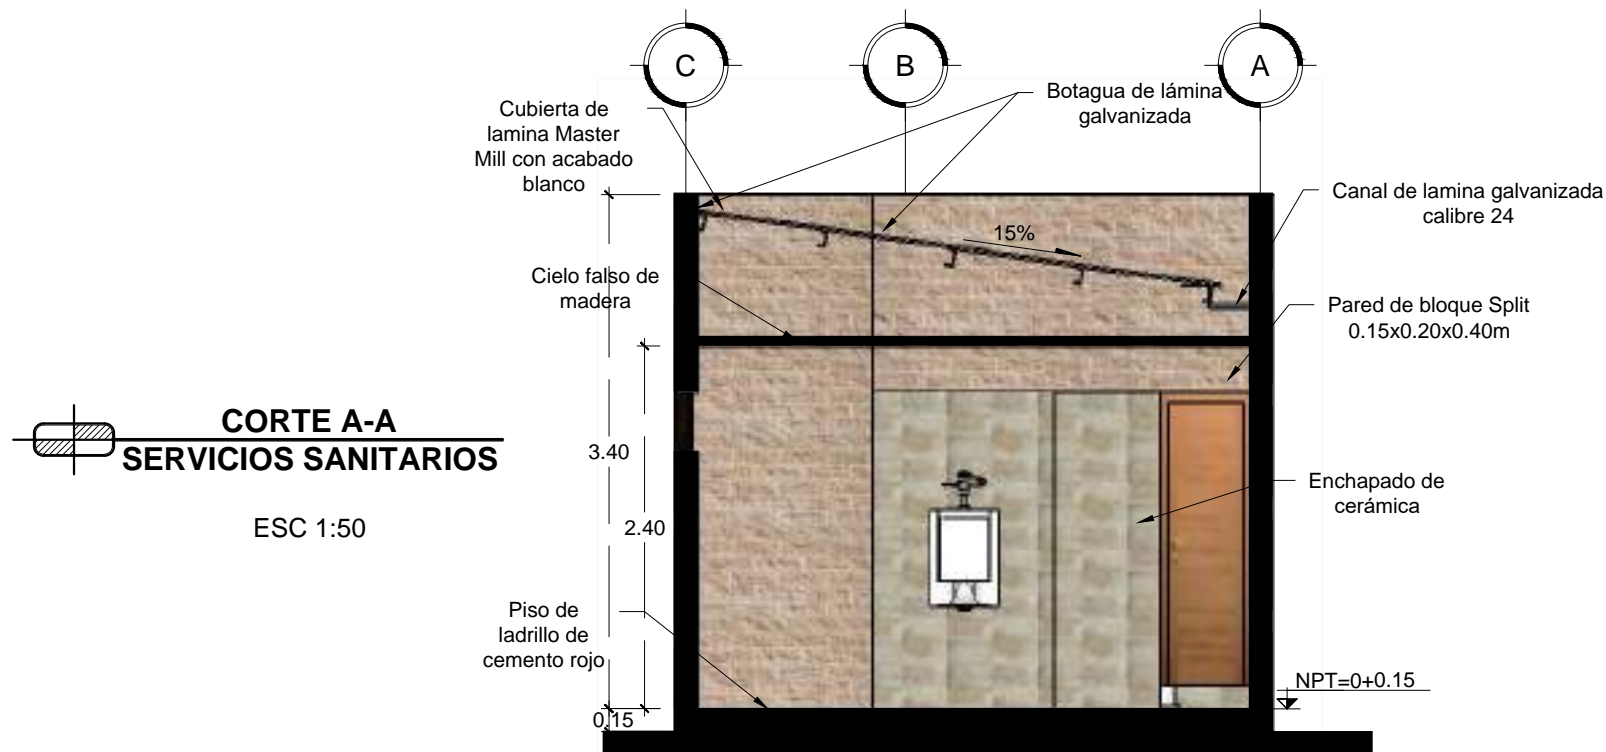 C
B
A
Cubierta de
lamina Master
Mill con acabado
blanco
Botagua de lámina
galvanizada
Canal de lamina galvanizada
calibre 24
15%
Cielo falso de
madera
Pared de bloque Split
0.15x0.20x0.40m
CORTE A-A
SERVICIOS SANITARIOS
ESC 1:50
3.40
2.40
Enchapado de
cerámica
Piso de
ladrillo de
cemento rojo
NPT=0+0.15
0.15